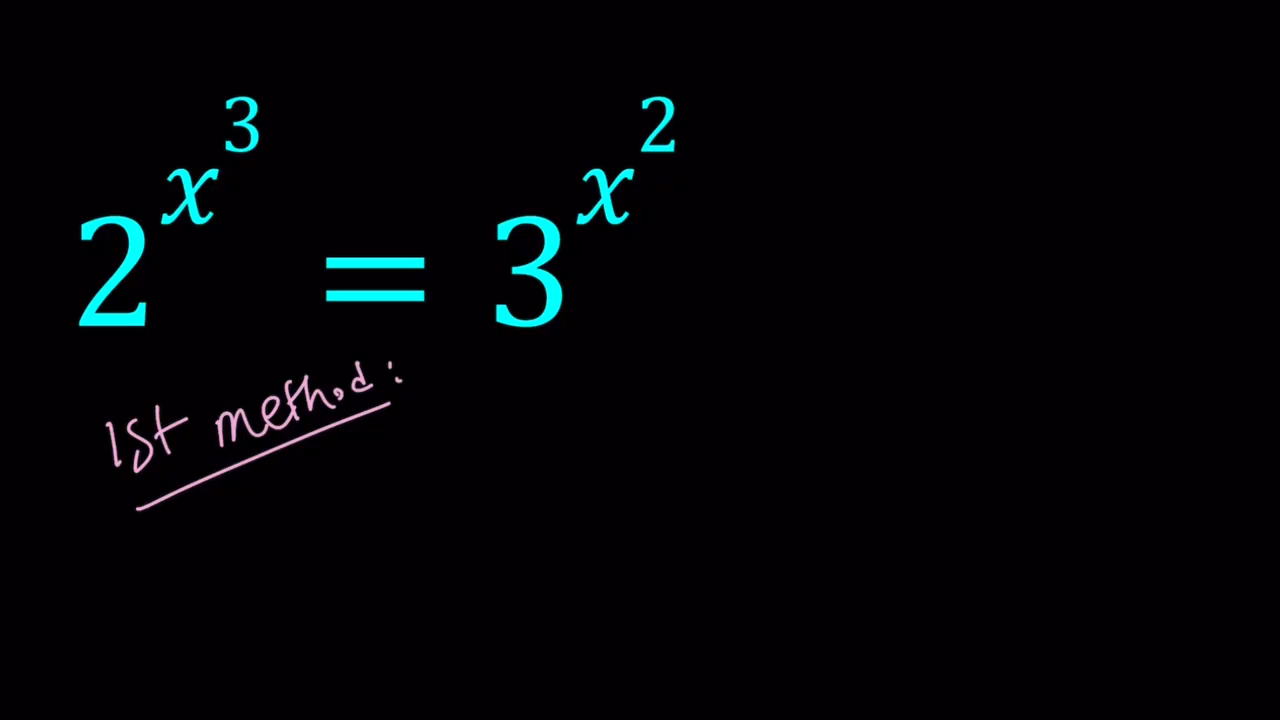 2^{x^3} = 3^{x^2}
1st method: